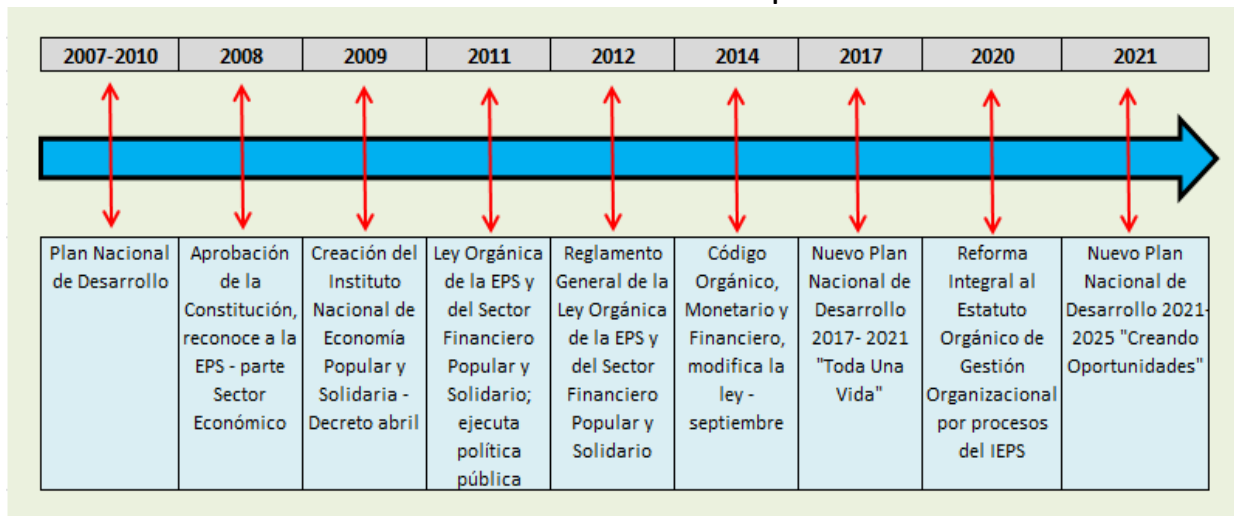 2007-2010
2008
2009
2011
2012
2014
2017
2020
2021
Plan Nacional
de Desarrollo
Aprobación
de la
Constitución,
reconoce a la
EPS - parte
Sector
Económico
Creación del
Instituto
Nacional de
Economía
Popular y
Solidaria -
Decreto abril
Ley Orgánica
de la EPS y
del Sector
Financiero
Popular y
Solidario;
ejecuta
política
pública
Reglamento
General de la
Ley Orgánica
de la EPS y
del Sector
Financiero
Popular y
Solidario
Código
Orgánico,
Monetario y
Financiero,
modifica la
ley -
septiembre
Nuevo Plan
Nacional de
Desarrollo
2017- 2021
"Toda Una
Vida"
Reforma
Integral al
Estatuto
Orgánico de
Gestión
Organizacional
por procesos
del IEPS
Nuevo Plan
Nacional de
Desarrollo 2021-
2025 "Creando
Oportunidades"